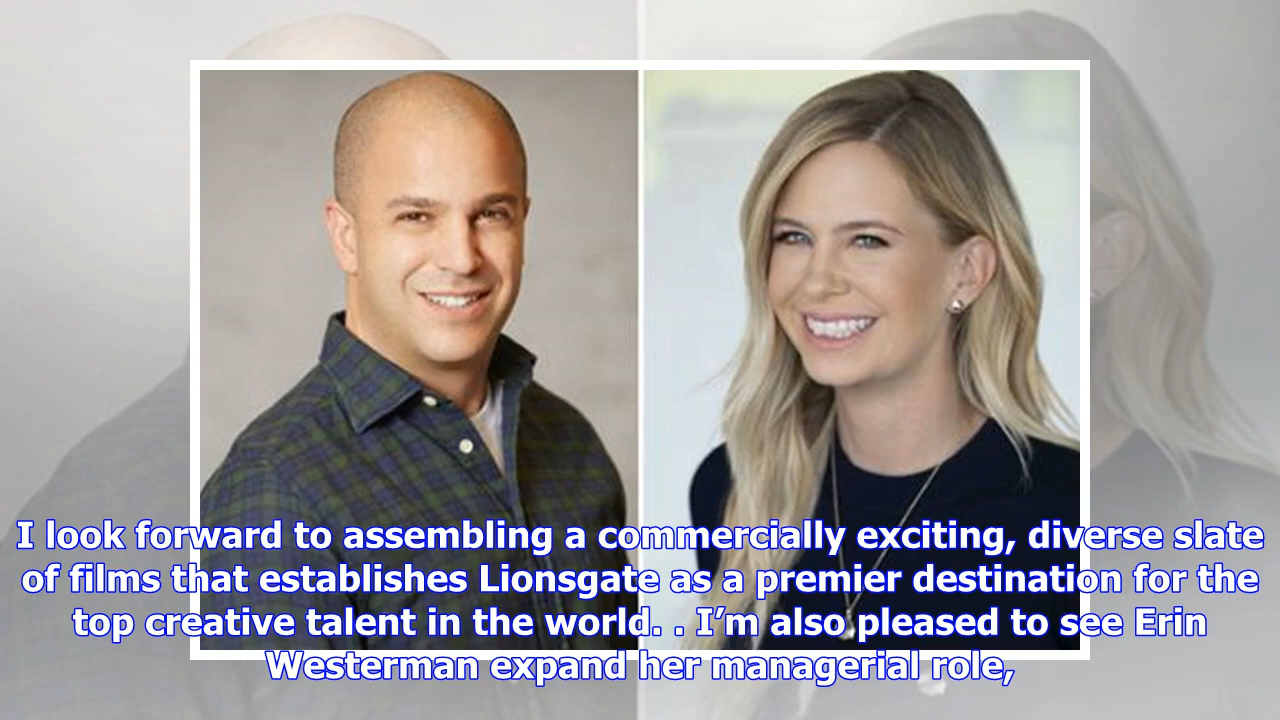 I look forward to assembling a commercially exciting, diverse slate
of films that establishes Lionsgate as a premier destination for the
top creative talent in the world. . I’m also pleased to see Erin
Westerman expand her managerial role,